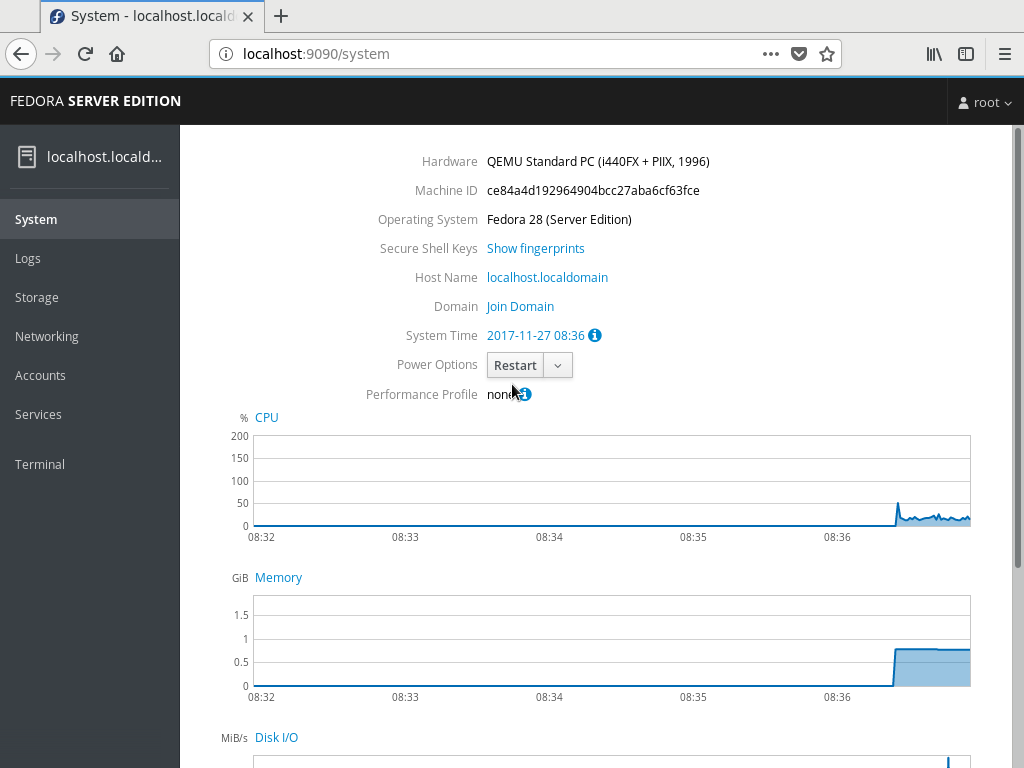 System - localhost.locald
localhost:9090/system
FEDORA SERVER EDITION
root
localhost.locald...
System
Logs
Storage
Networking
Accounts
Services
Terminal
Hardware QEMU Standard PC (i440FX + PIIX, 1996)
Machine ID ce84a4d192964904bcc27aba6cf63fce
Operating System Fedora 28 (Server Edition)
Secure Shell Keys Show fingerprints
Host Name localhost.localdomain
Domain Join Domain
System Time 2017-11-27 08:36
Power Options Restart
Performance Profile none
% CPU
200
150
100
50
0
08:32 08:33 08:34 08:35 08:36
GiB Memory
1.5
1
0.5
0
08:32 08:33 08:34 08:35 08:36
MiB/s Disk I/O